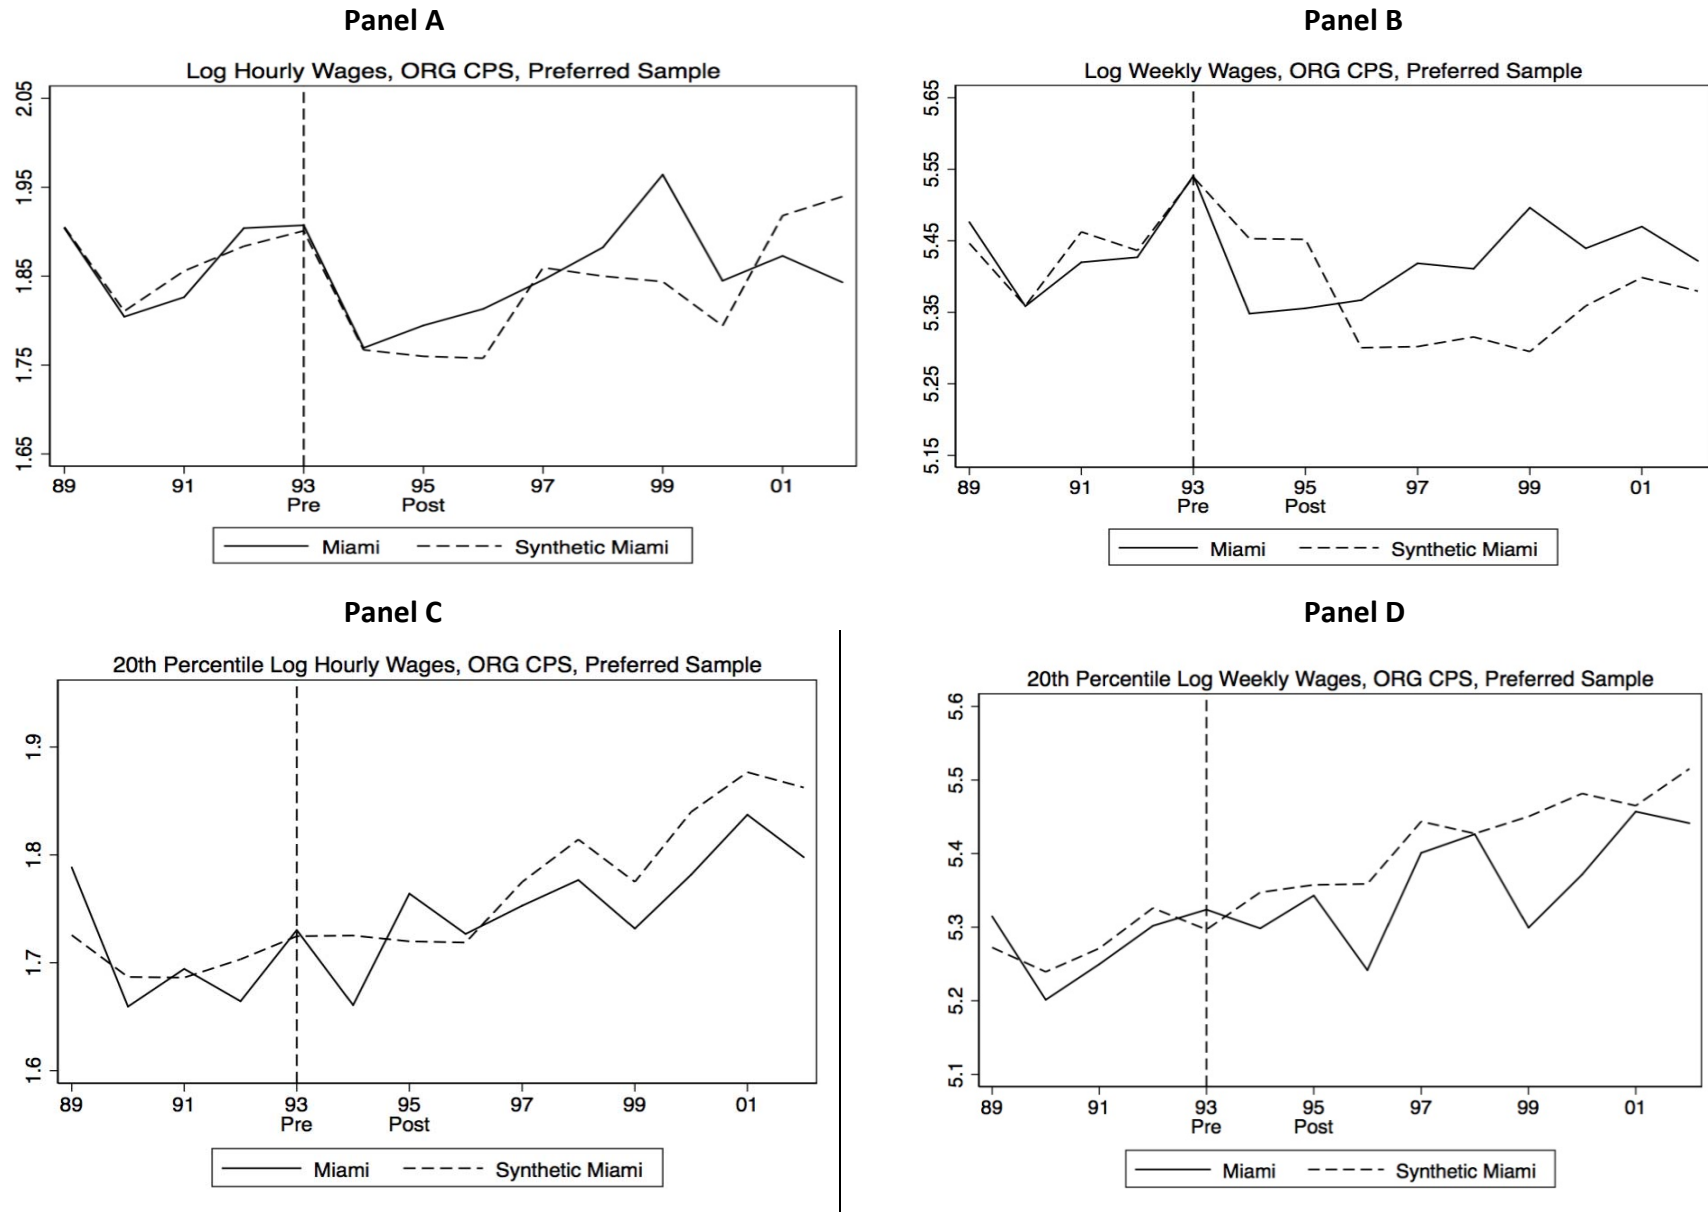 Panel A
Log Hourly Wages, ORG CPS, Preferred Sample
2.05
1.95
1.85
1.75
1.65
89 91 93 95 97 99 01
Pre Post
Miami Synthetic Miami
Panel B
Log Weekly Wages, ORG CPS, Preferred Sample
5.65
5.55
5.45
5.35
5.25
5.15
89 91 93 95 97 99 01
Pre Post
Miami Synthetic Miami
Panel C
20th Percentile Log Hourly Wages, ORG CPS, Preferred Sample
1.9
1.8
1.7
1.6
89 91 93 95 97 99 01
Pre Post
Miami Synthetic Miami
Panel D
20th Percentile Log Weekly Wages, ORG CPS, Preferred Sample
5.6
5.5
5.4
5.3
5.2
5.1
89 91 93 95 97 99 01
Pre Post
Miami Synthetic Miami